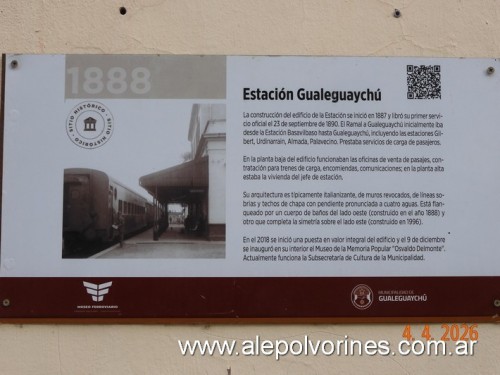 1888
SITIO HISTÓRICO · SITIO HISTÓRICO ·
Estación Gualeguaychú
La construcción del edificio de la Estación se inició en 1887 y libró su primer servi-
cio oficial el 23 de septiembre de 1890. El Ramal a Gualeguaychú inicialmente iba
desde la Estación Basavilbaso hasta Gualeguaychú, incluyendo las estaciones Gil-
bert, Urdinarrain, Almada, Palavecino. Prestaba servicios de carga de pasajeros.
En la planta baja del edificio funcionaban las oficinas de venta de pasajes, con-
tratación para trenes de carga, encomiendas, comunicaciones; en la planta alta
estaba la vivienda del jefe de estación.
Su arquitectura es típicamente italianizante, de muros revocados, de líneas so-
brias y techos de chapa con pendiente pronunciada a cuatro aguas. Está flan-
queado por un cuerpo de baños del lado oeste (construido en el año 1888) y
otro que completa la simetría sobre el lado este (construido en 1996).
En el 2018 se inició una puesta en valor integral del edificio y el 9 de diciembre
se inauguró en su interior el Museo de la Memoria Popular "Osvaldo Delmonte".
Actualmente funciona la Subsecretaría de Cultura de la Municipalidad.
MUSEO FERROVIARIO
MUNICIPALIDAD DE
GUALEGUAYCHÚ
4 4 2026
www.alepolvorines.com.ar